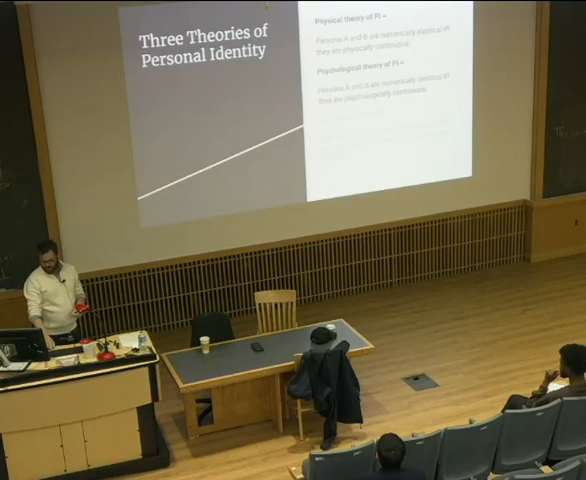 Three Theories of
Personal Identity
Physical theory of PI =
Persons A and B are numerically identical iff
they are physically continuous.
Psychological theory of PI =
Persons A and B are numerically identical iff
they are psychologically continuous.